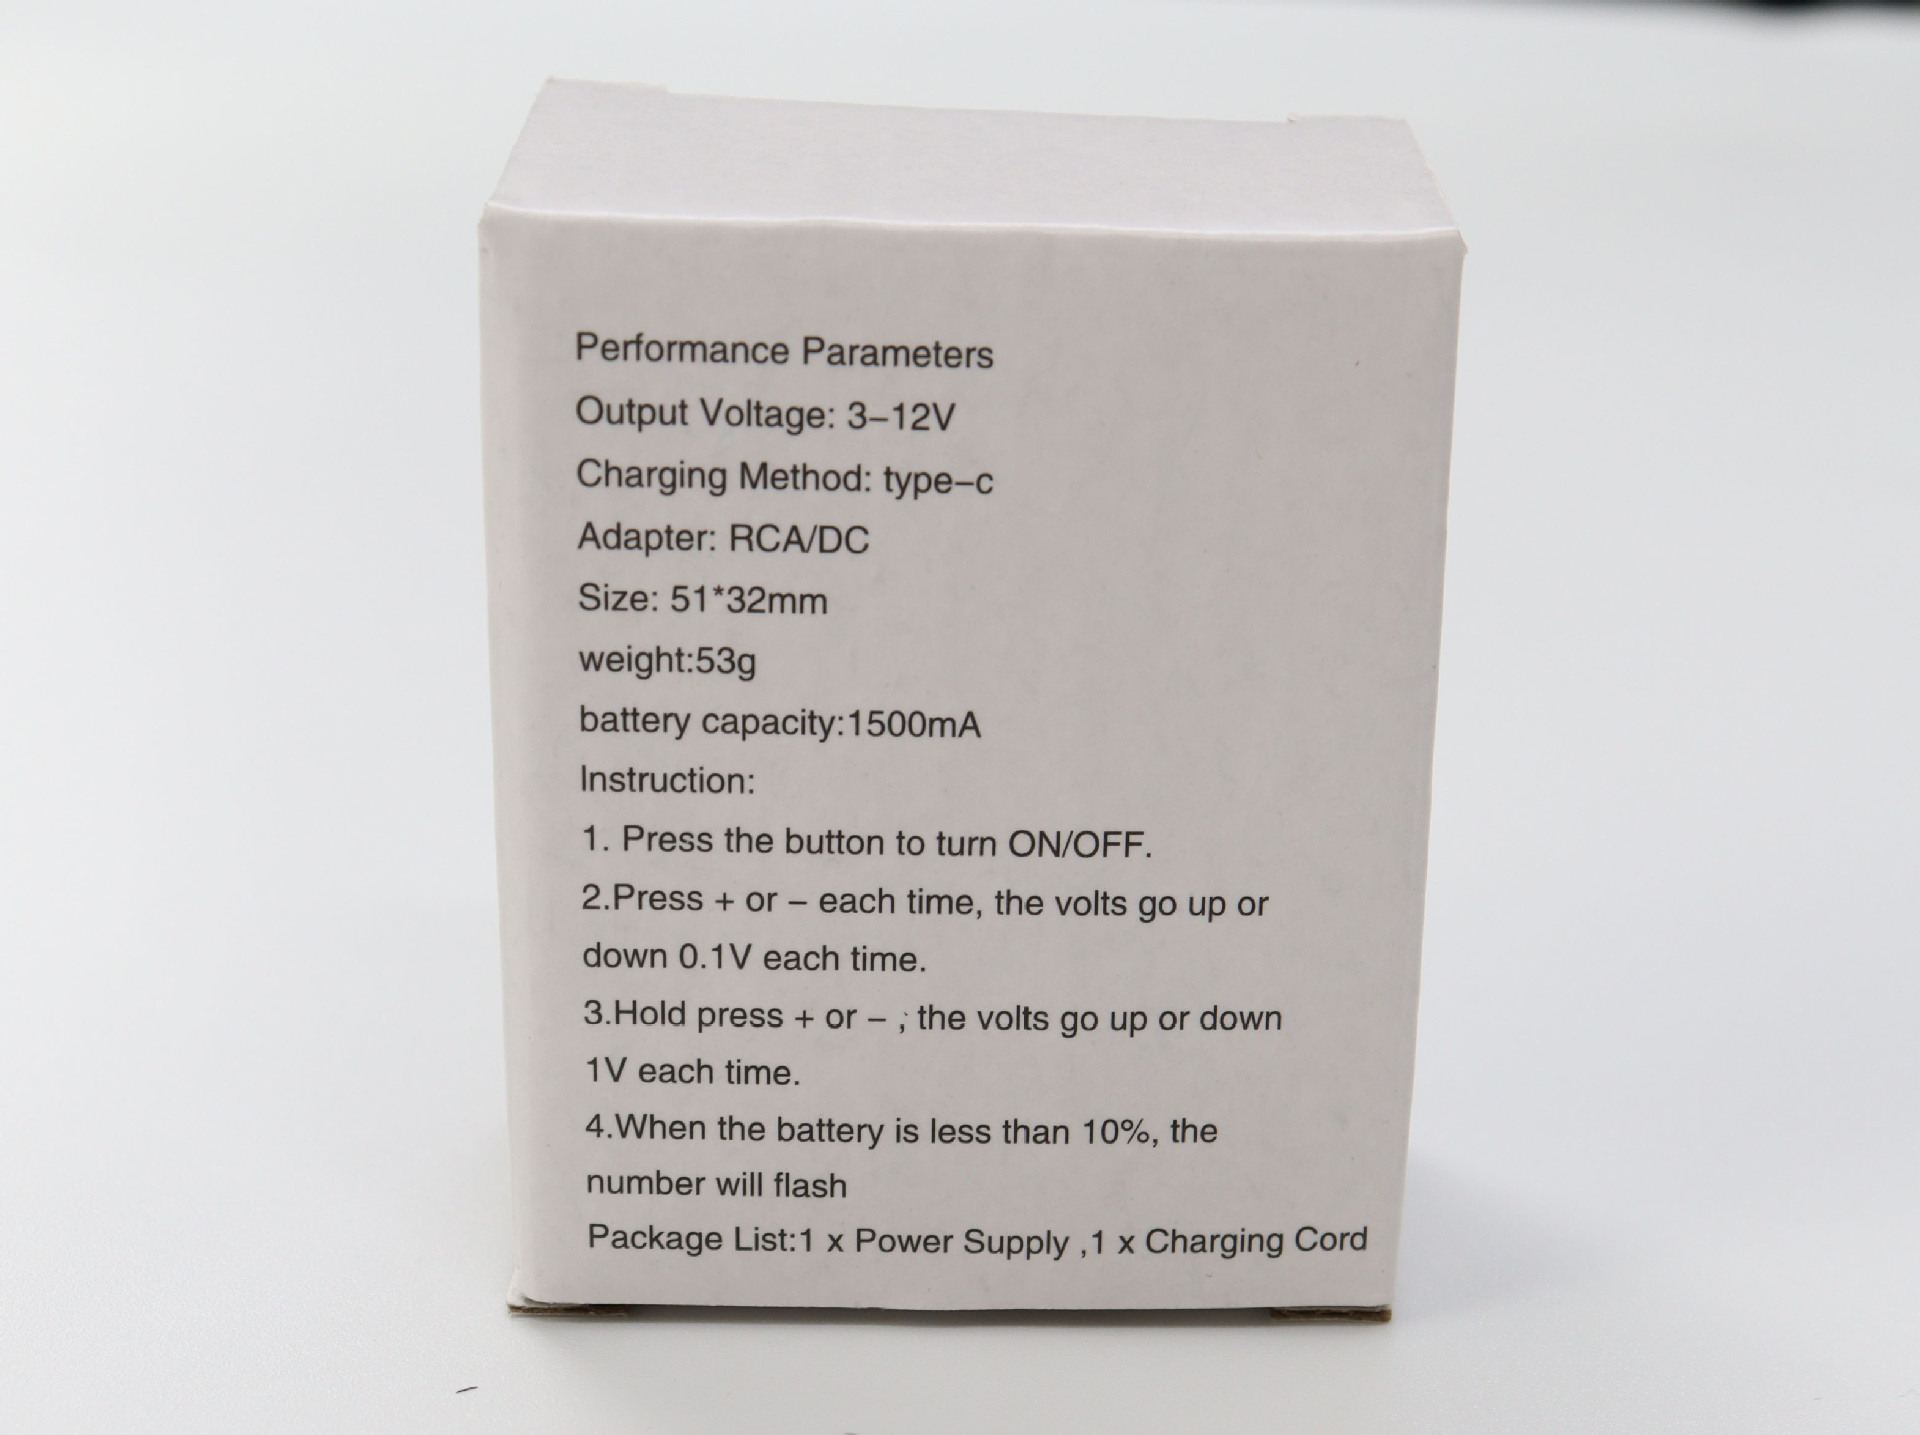 Performance Parameters
Output Voltage: 3–12V
Charging Method: type–c
Adapter: RCA/DC
Size: 51*32mm
weight:53g
battery capacity:1500mA
Instruction:
1. Press the button to turn ON/OFF.
2.Press + or – each time, the volts go up or
down 0.1V each time.
3.Hold press + or – , the volts go up or down
1V each time.
4.When the battery is less than 10%, the
number will flash
Package List:1 x Power Supply ,1 x Charging Cord